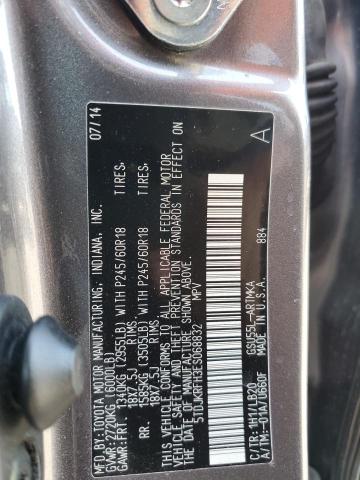 MFD.BY:TOYOTA MOTOR MANUFACTURING, INDIANA, INC. 07/14
GVWR:2720KG (6000LB)
GAWR:FRT. 1340KG (2955LB) WITH P245/60R18 TIRES,
18X7.5J RIMS
RR. 1585KG (3505LB) WITH P245/60R18 TIRES,
18X7.5J RIMS
THIS VEHICLE CONFORMS TO ALL APPLICABLE FEDERAL MOTOR
VEHICLE SAFETY AND THEFT PREVENTION STANDARDS IN EFFECT ON
THE DATE OF MANUFACTURE SHOWN ABOVE.
5TDJKRFH3ES068832 MPV
C/TR:1H1/LB20 GSU55L-ARTMKA A
A/TM:-01A/U660F MADE IN U.S.A. 884